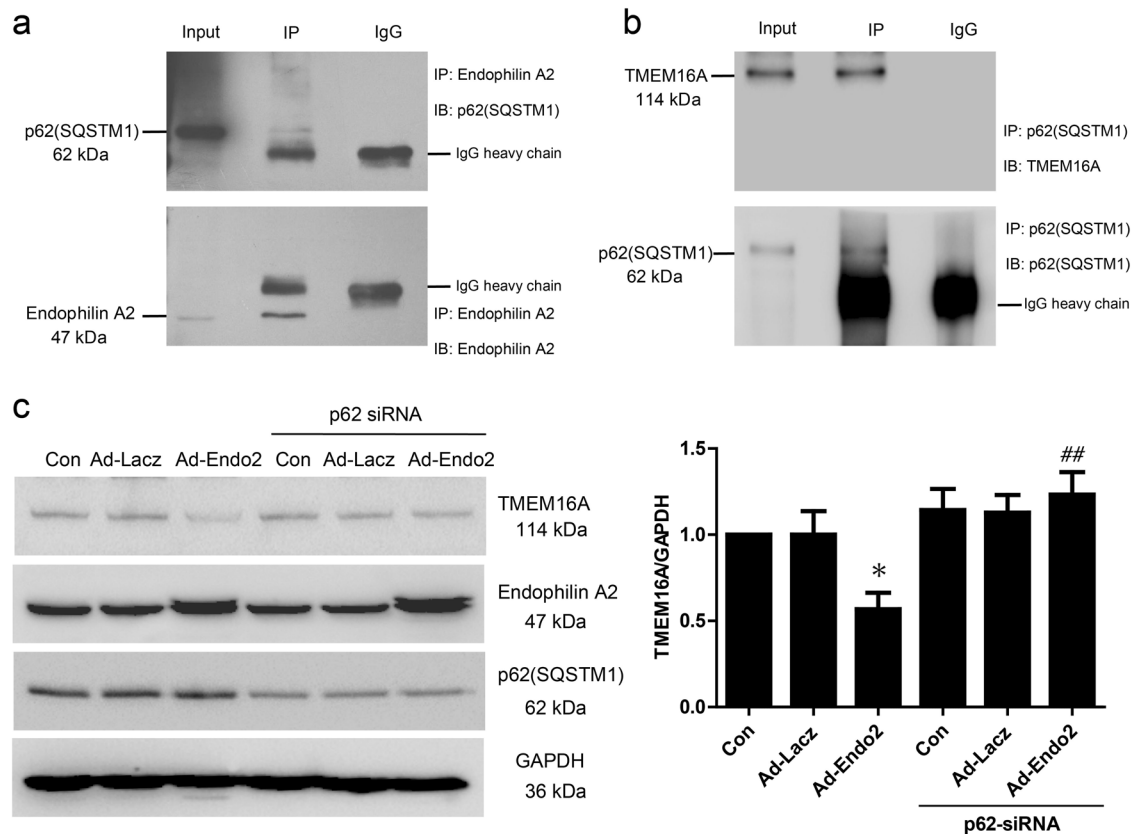 a
Input IP IgG
IP: Endophilin A2
IB: p62(SQSTM1)
p62(SQSTM1)
62 kDa
IgG heavy chain
IgG heavy chain
Endophilin A2
47 kDa
IP: Endophilin A2
IB: Endophilin A2
b
Input IP IgG
TMEM16A
114 kDa
IP: p62(SQSTM1)
IB: TMEM16A
p62(SQSTM1)
62 kDa
IP: p62(SQSTM1)
IB: p62(SQSTM1)
IgG heavy chain
c
p62 siRNA
Con Ad-Lacz Ad-Endo2 Con Ad-Lacz Ad-Endo2
TMEM16A
114 kDa
Endophilin A2
47 kDa
p62(SQSTM1)
62 kDa
GAPDH
36 kDa
TMEM16A/GAPDH
1.5
1.0
0.5
0.0
*
##
Con Ad-Lacz Ad-Endo2 Con Ad-Lacz Ad-Endo2
p62-siRNA